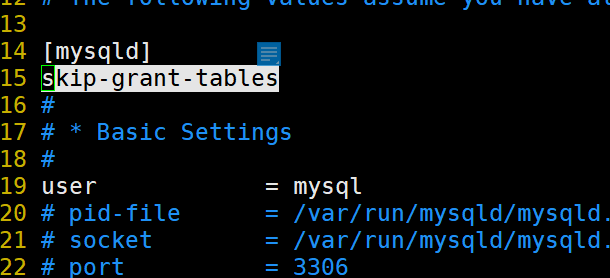 12 # The following values assume you have at
13
14 [mysqld]
15 skip-grant-tables
16 #
17 # * Basic Settings
18 #
19 user = mysql
20 # pid-file = /var/run/mysqld/mysqld.
21 # socket = /var/run/mysqld/mysqld.
22 # port = 3306